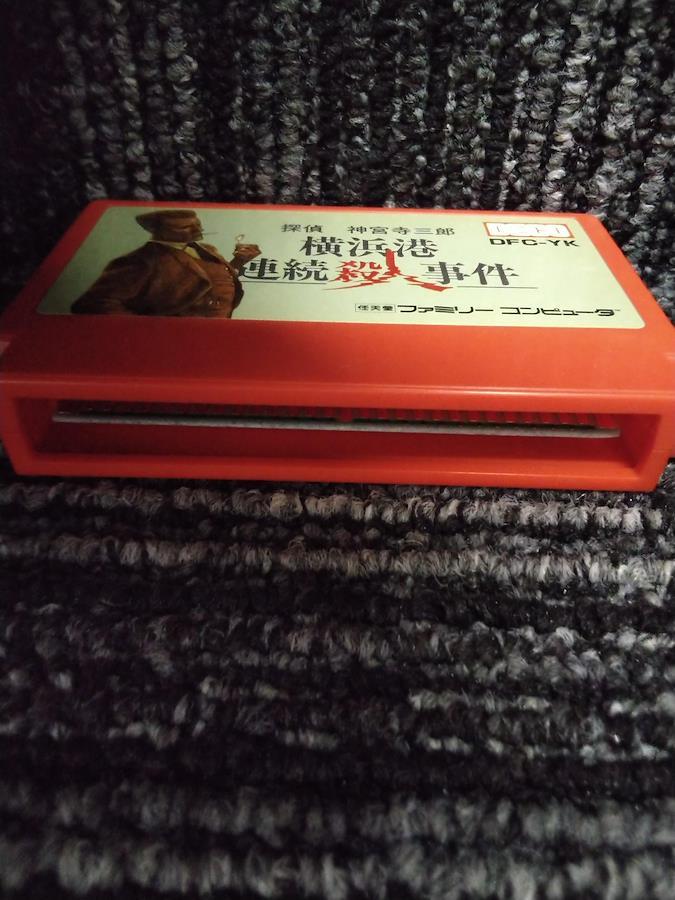 探偵 神宮寺三郎
横浜港
連続殺人事件
DFC-YK
任天堂 ファミリー コンピュータ